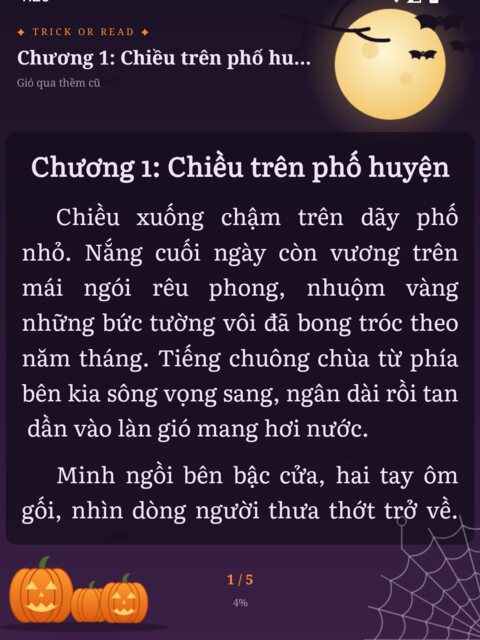 ✦ TRICK OR READ ✦
Chương 1: Chiều trên phố hu...
Gió qua thềm cũ
Chương 1: Chiều trên phố huyện
Chiều xuống chậm trên dãy phố
nhỏ. Nắng cuối ngày còn vương trên
mái ngói rêu phong, nhuộm vàng
những bức tường vôi đã bong tróc theo
năm tháng. Tiếng chuông chùa từ phía
bên kia sông vọng sang, ngân dài rồi tan
dần vào làn gió mang hơi nước.
Minh ngồi bên bậc cửa, hai tay ôm
gối, nhìn dòng người thưa thớt trở về.
1 / 5
4%